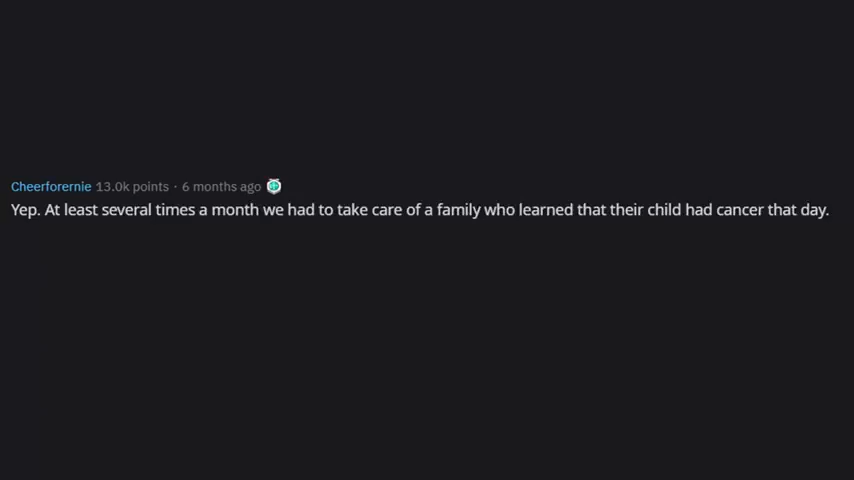 Cheerforernie 13.0k points · 6 months ago
Yep. At least several times a month we had to take care of a family who learned that their child had cancer that day.